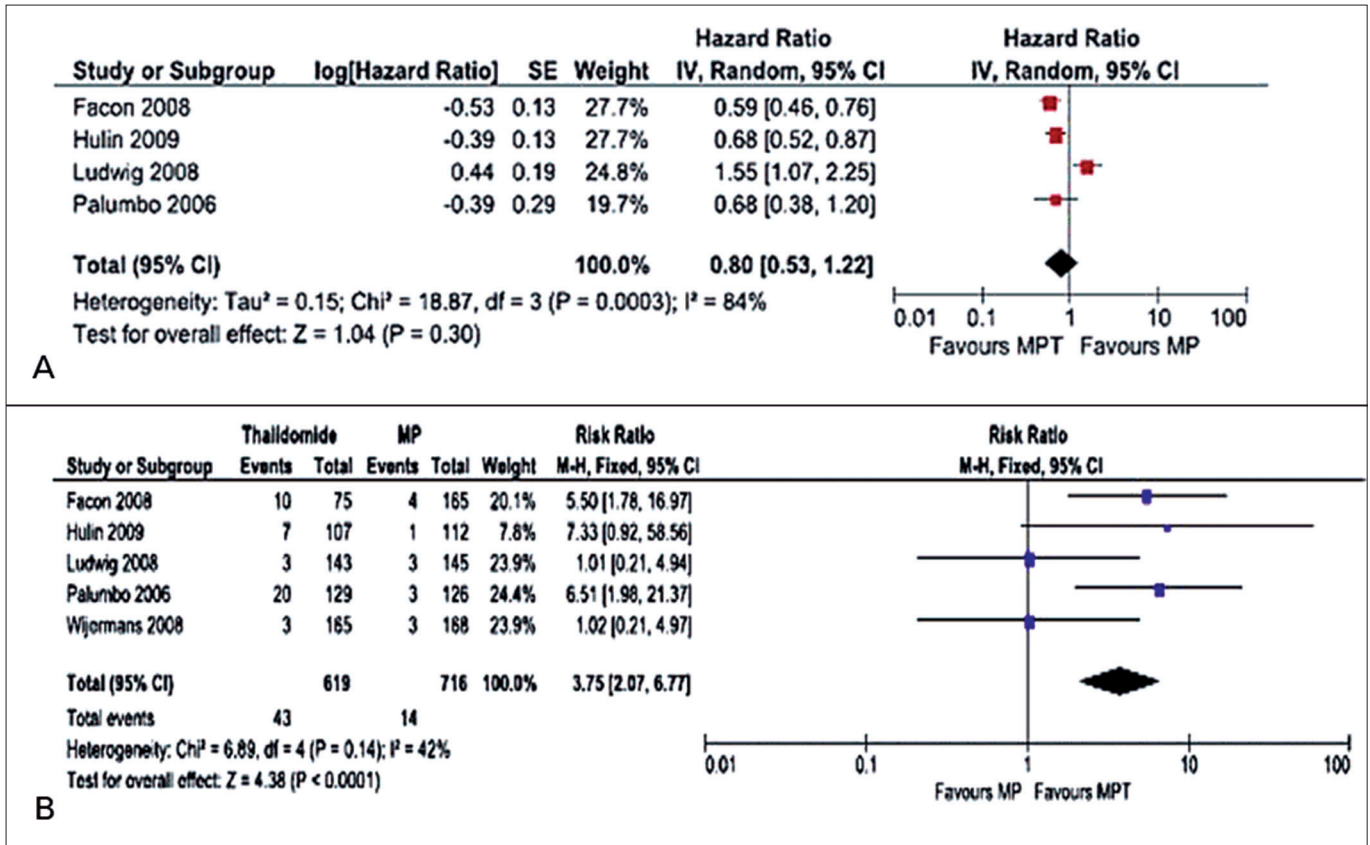 Hazard Ratio Hazard Ratio
Study or Subgroup log[Hazard Ratio] SE Weight IV, Random, 95% CI IV, Random, 95% CI
Facon 2008 -0.53 0.13 27.7% 0.59 [0.46, 0.76]
Hulin 2009 -0.39 0.13 27.7% 0.68 [0.52, 0.87]
Ludwig 2008 0.44 0.19 24.8% 1.55 [1.07, 2.25]
Palumbo 2006 -0.39 0.29 19.7% 0.68 [0.38, 1.20]
Total (95% CI) 100.0% 0.80 [0.53, 1.22]
Heterogeneity: Tau² = 0.15; Chi² = 18.87, df = 3 (P = 0.0003); I² = 84%
Test for overall effect: Z = 1.04 (P = 0.30)
0.01 0.1 1 10 100
Favours MPT Favours MP
A
Thalidomide MP Risk Ratio Risk Ratio
Study or Subgroup Events Total Events Total Weight M-H, Fixed, 95% CI M-H, Fixed, 95% CI
Facon 2008 10 75 4 165 20.1% 5.50 [1.78, 16.97]
Hulin 2009 7 107 1 112 7.8% 7.33 [0.92, 58.56]
Ludwig 2008 3 143 3 145 23.9% 1.01 [0.21, 4.94]
Palumbo 2006 20 129 3 126 24.4% 6.51 [1.98, 21.37]
Wijermans 2008 3 165 3 168 23.9% 1.02 [0.21, 4.97]
Total (95% CI) 619 716 100.0% 3.75 [2.07, 6.77]
Total events 43 14
Heterogeneity: Chi² = 6.89, df = 4 (P = 0.14); I² = 42%
Test for overall effect: Z = 4.38 (P < 0.0001)
0.01 0.1 1 10 100
Favours MP Favours MPT
B